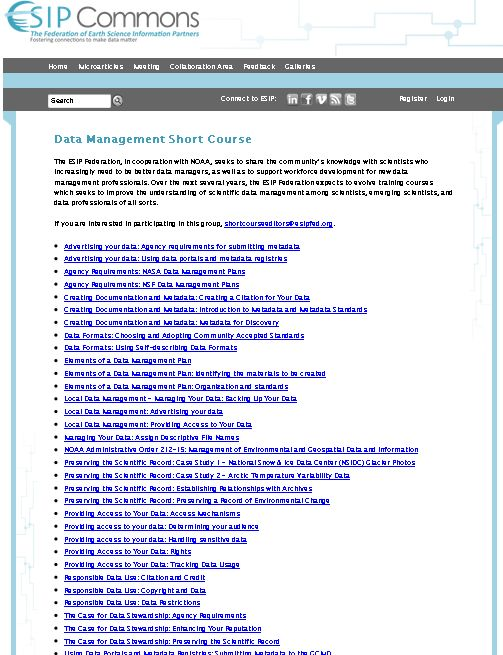 ESIP Commons
The Federation of Earth Science Information Partners
Fostering connections to make data matter
Home Microarticles Meeting Collaboration Area Feedback Galleries
Search Connect to ESIP: Register Login
Data Management Short Course
The ESIP Federation, in cooperation with NOAA, seeks to share the community's knowledge with scientists who
increasingly need to be better data managers, as well as to support workforce development for new data
management professionals. Over the next several years, the ESIP Federation expects to evolve training courses
which seeks to improve the understanding of scientific data management among scientists, emerging scientists, and
data professionals of all sorts.
If you are interested in participating in this group, shortcourseeditors@esipfed.org.
Advertising your data: Agency requirements for submitting metadata
Advertising your data: Using data portals and metadata registries
Agency Requirements: NASA Data Management Plans
Agency Requirements: NSF Data Management Plans
Creating Documentation and Metadata: Creating a Citation for Your Data
Creating Documentation and Metadata: Introduction to Metadata and Metadata Standards
Creating Documentation and Metadata: Metadata for Discovery
Data Formats: Choosing and Adopting Community Accepted Standards
Data Formats: Using Self-describing Data Formats
Elements of a Data Management Plan
Elements of a Data Management Plan: Identifying the materials to be created
Elements of a Data Management Plan: Organization and standards
Local Data Management - Managing Your Data: Backing Up Your Data
Local Data Management: Advertising your data
Local Data Management: Providing Access to Your Data
Managing Your Data: Assign Descriptive File Names
NOAA Administrative Order 212-15: Management of Environmental and Geospatial Data and Information
Preserving the Scientific Record: Case Study 1 - National Snow & Ice Data Center (NSIDC) Glacier Photos
Preserving the Scientific Record: Case Study 2 - Arctic Temperature Variability Data
Preserving the Scientific Record: Establishing Relationships with Archives
Preserving the Scientific Record: Preserving a Record of Environmental Change
Providing Access to Your Data: Access Mechanisms
Providing access to your data: Determining your audience
Providing access to your data: Handling sensitive data
Providing Access to Your Data: Rights
Providing Access to Your Data: Tracking Data Usage
Responsible Data Use: Citation and Credit
Responsible Data Use: Copyright and Data
Responsible Data Use: Data Restrictions
The Case for Data Stewardship: Agency Requirements
The Case for Data Stewardship: Enhancing Your Reputation
The Case for Data Stewardship: Preserving the Scientific Record
Using Data Portals and Metadata Registries: Submitting Metadata to the GCMD